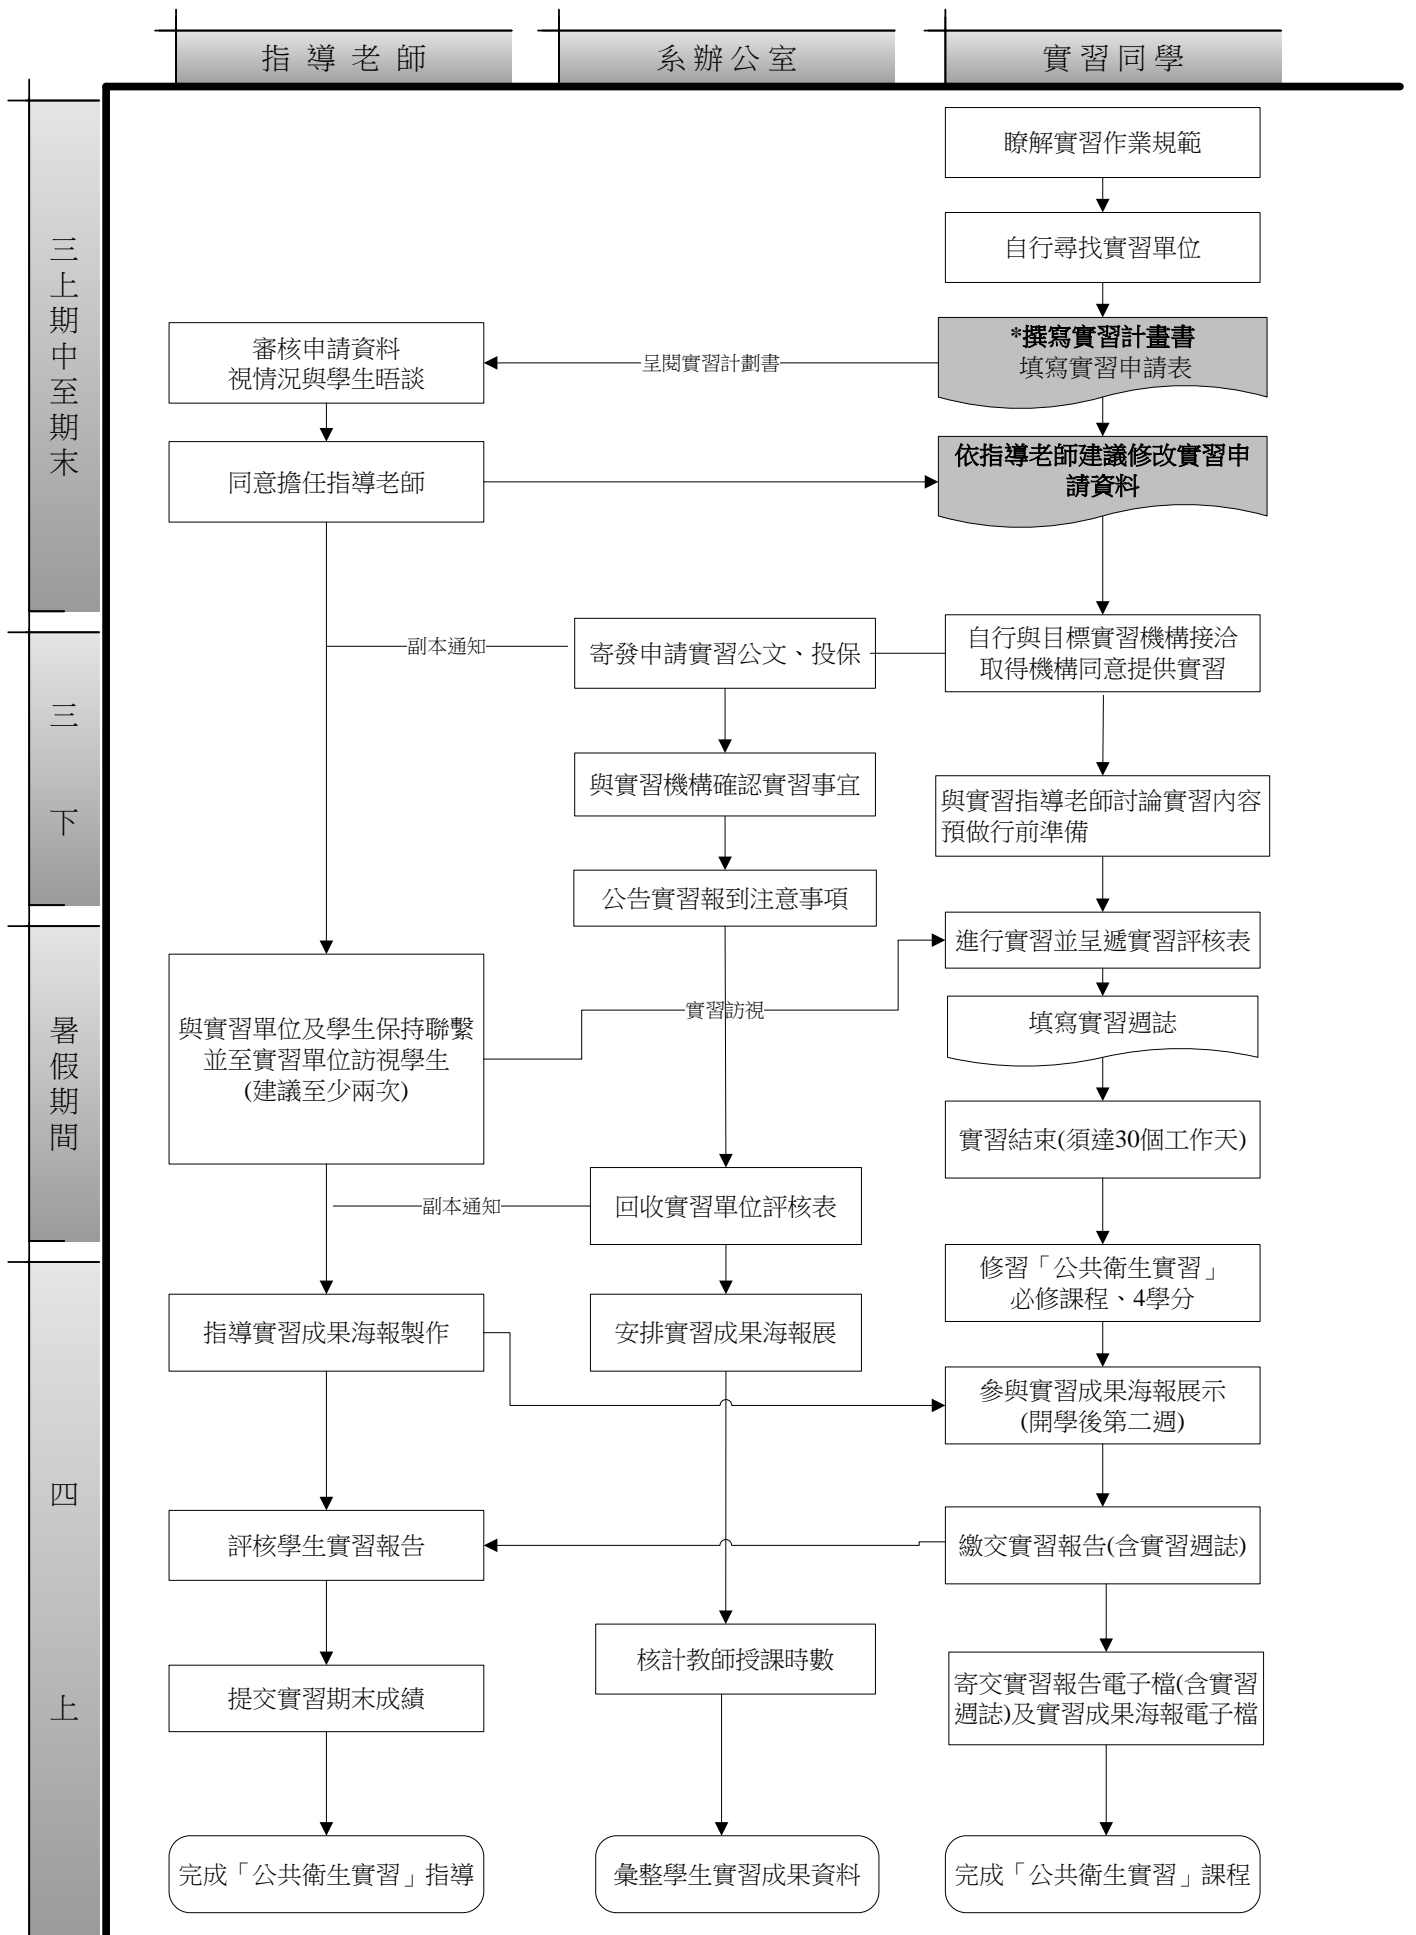 指導老師
系辦公室
實習同學
三上期中至期末
瞭解實習作業規範
自行尋找實習單位
*撰寫實習計畫書
填寫實習申請表
呈閱實習計劃書
審核申請資料
視情況與學生晤談
同意擔任指導老師
依指導老師建議修改實習申
請資料
三下
副本通知
寄發申請實習公文、投保
自行與目標實習機構接洽
取得機構同意提供實習
與實習機構確認實習事宜
與實習指導老師討論實習內容
預做行前準備
公告實習報到注意事項
暑假期間
進行實習並呈遞實習評核表
與實習單位及學生保持聯繫
並至實習單位訪視學生
(建議至少兩次)
實習訪視
填寫實習週誌
實習結束(須達30個工作天)
副本通知
回收實習單位評核表
四上
修習「公共衛生實習」
必修課程、4學分
指導實習成果海報製作
安排實習成果海報展
參與實習成果海報展示
(開學後第二週)
評核學生實習報告
繳交實習報告(含實習週誌)
核計教師授課時數
提交實習期末成績
寄交實習報告電子檔(含實習
週誌)及實習成果海報電子檔
完成「公共衛生實習」指導
彙整學生實習成果資料
完成「公共衛生實習」課程